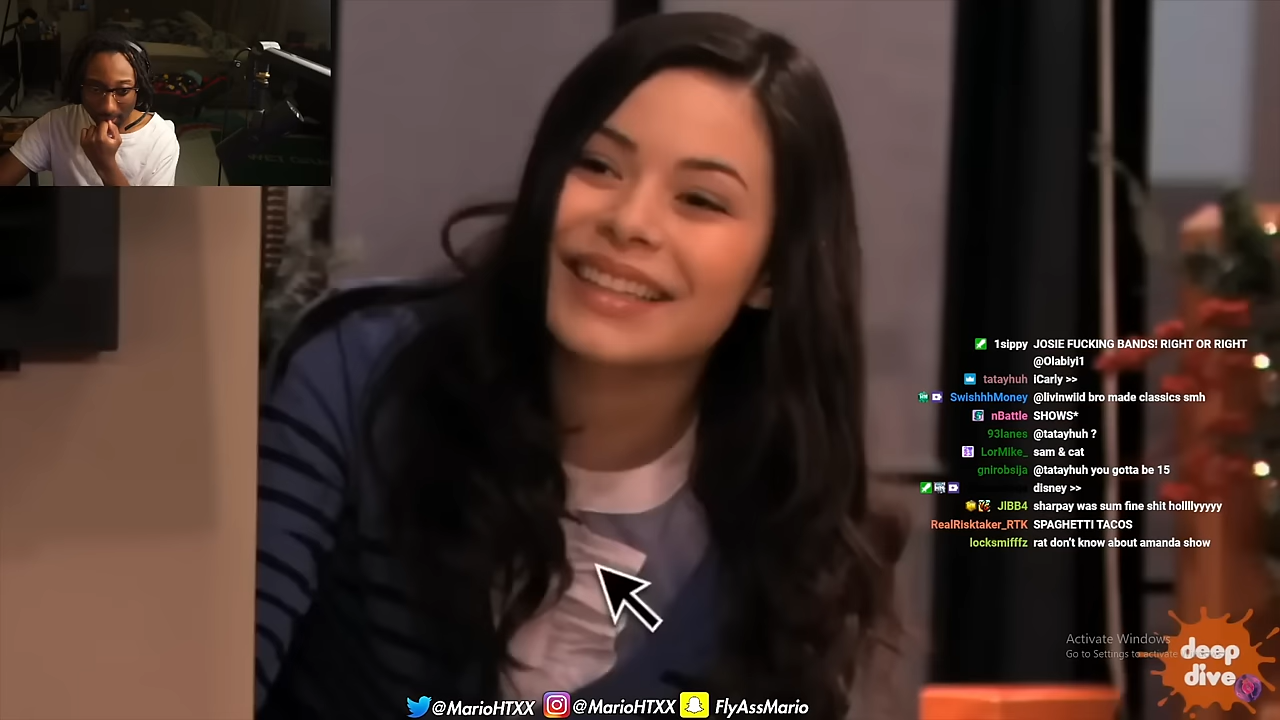 1sippy JOSIE FUCKING BANDS! RIGHT OR RIGHT
@Olabiyi1
tatayhuh iCarly >>
SwishhhMoney @livinwild bro made classics smh
nBattle SHOWS*
93lanes @tatayhuh ?
LorMike_ sam & cat
gnirobsija @tatayhuh you gotta be 15
disney >>
JIBB4 sharpay was sum fine shit hollllyyyyy
RealRisktaker_RTK SPAGHETTI TACOS
locksmifffz rat don't know about amanda show
Activate Windows
Go to Settings to activate
deep
dive
@MarioHTXX @MarioHTXX FlyAssMario